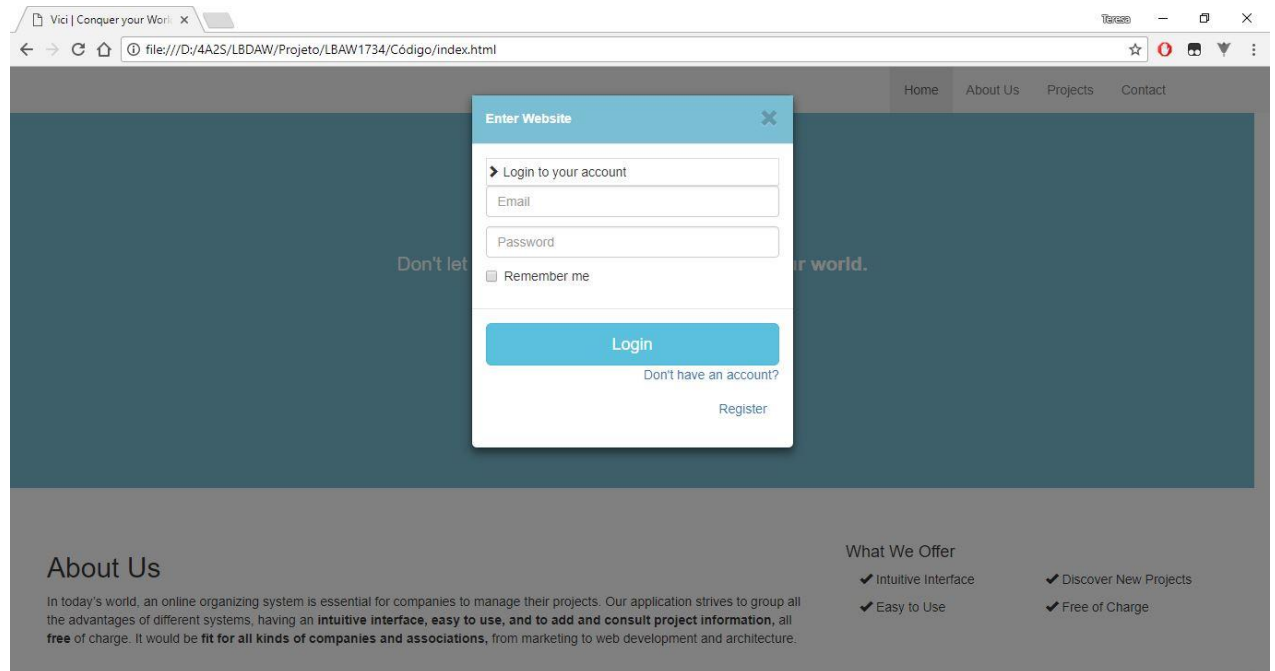 Vici | Conquer your Worl
Teresa
file:///D:/4A2S/LBDAW/Projeto/LBAW1734/Código/index.html
Home About Us Projects Contact
Enter Website
Login to your account
Email
Password
Don't let
r world.
Remember me
Login
Don't have an account?
Register
About Us
In today's world, an online organizing system is essential for companies to manage their projects. Our application strives to group all
the advantages of different systems, having an intuitive interface, easy to use, and to add and consult project information, all
free of charge. It would be fit for all kinds of companies and associations, from marketing to web development and architecture.
What We Offer
Intuitive Interface
Discover New Projects
Easy to Use
Free of Charge